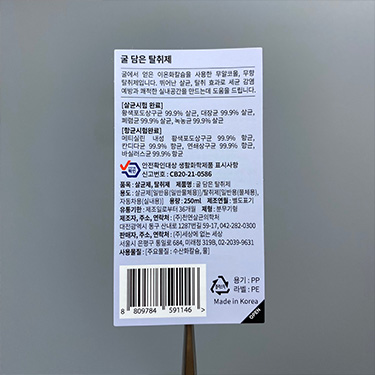 굴 담은 탈취제
굴에서 얻은 이온화칼슘을 사용한 무알코올, 무향
탈취제입니다. 뛰어난 살균, 탈취 효과로 세균 감염
예방과 쾌적한 실내공간을 만드는데 도움을 드립니다.
[살균시험 완료]
황색포도상구균 99.9% 살균, 대장균 99.9% 살균,
폐렴균 99.9% 살균, 녹농균 99.9% 살균
[항균시험완료]
메티실린 내성 황색포도상구균 99.9% 항균,
칸디다균 99.9% 항균, 연쇄상구균 99.9% 항균,
바실러스균 99.9% 항균
안전확인대상 생활화학제품 표시사항
신고번호: CB20-21-0586
품목: 살균제, 탈취제 제품명: 굴 담은 탈취제
용도: 살균제[일반용(일반물체용)]/탈취제[일반용(물체용),
자동차용(실내용)] 용량: 250ml 제조연월: 별도표기
유통기한: 제조일로부터 36개월
제조자, 주소, 연락처: (주)천연살균의학처
대전광역시 동구 산내로 1287번길 59-17, 042-282-0300
판매자, 주소, 연락처: (주)세상에 없는 세상
서울시 은평구 통일로 684, 미래청 319B, 02-2039-9631
사용물질: [주요물질: 수산화칼슘, 물]
8 809784 591146 >
용기: PP
라벨: PE
Made in Korea
OPEN